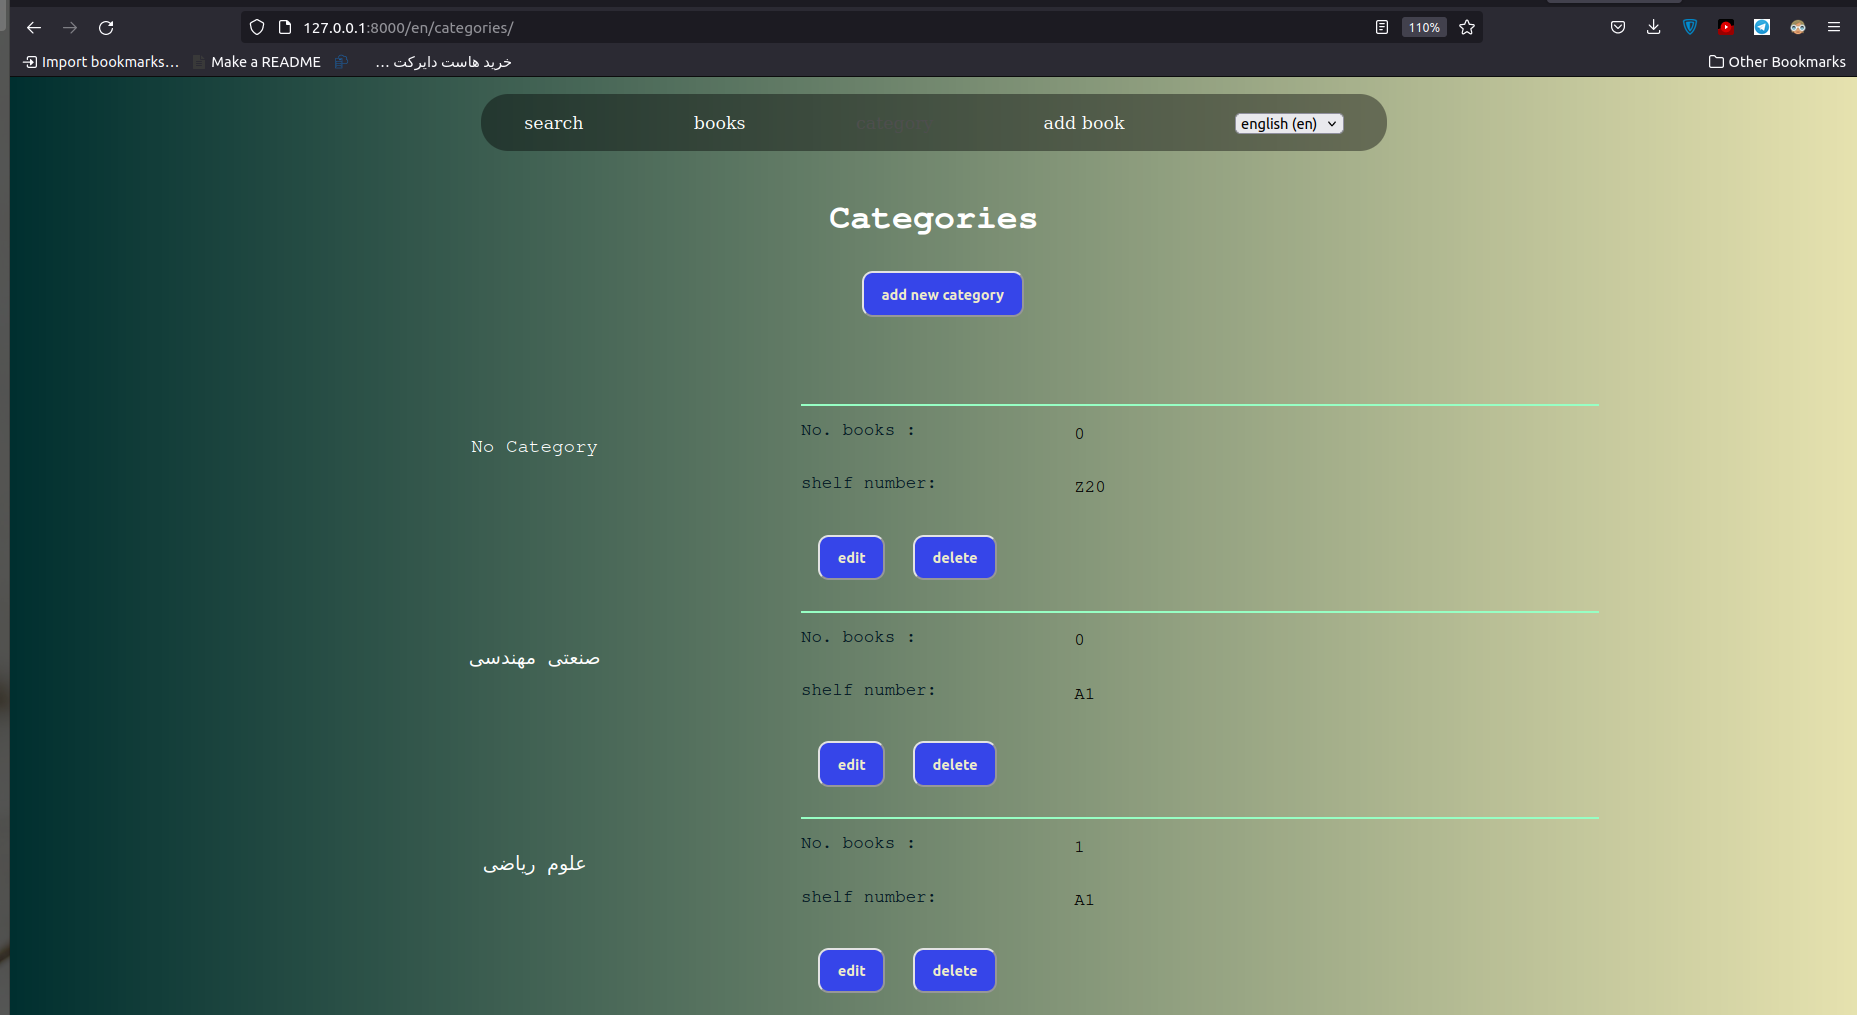 127.0.0.1:8000/en/categories/
110%
Import bookmarks...
Make a README
خرید هاست دایرکت ...
Other Bookmarks
search
books
category
add book
english (en)
Categories
add new category
No Category
No. books :
0
shelf number:
Z20
edit
delete
صنعتی مهندسی
No. books :
0
shelf number:
A1
edit
delete
علوم ریاضی
No. books :
1
shelf number:
A1
edit
delete